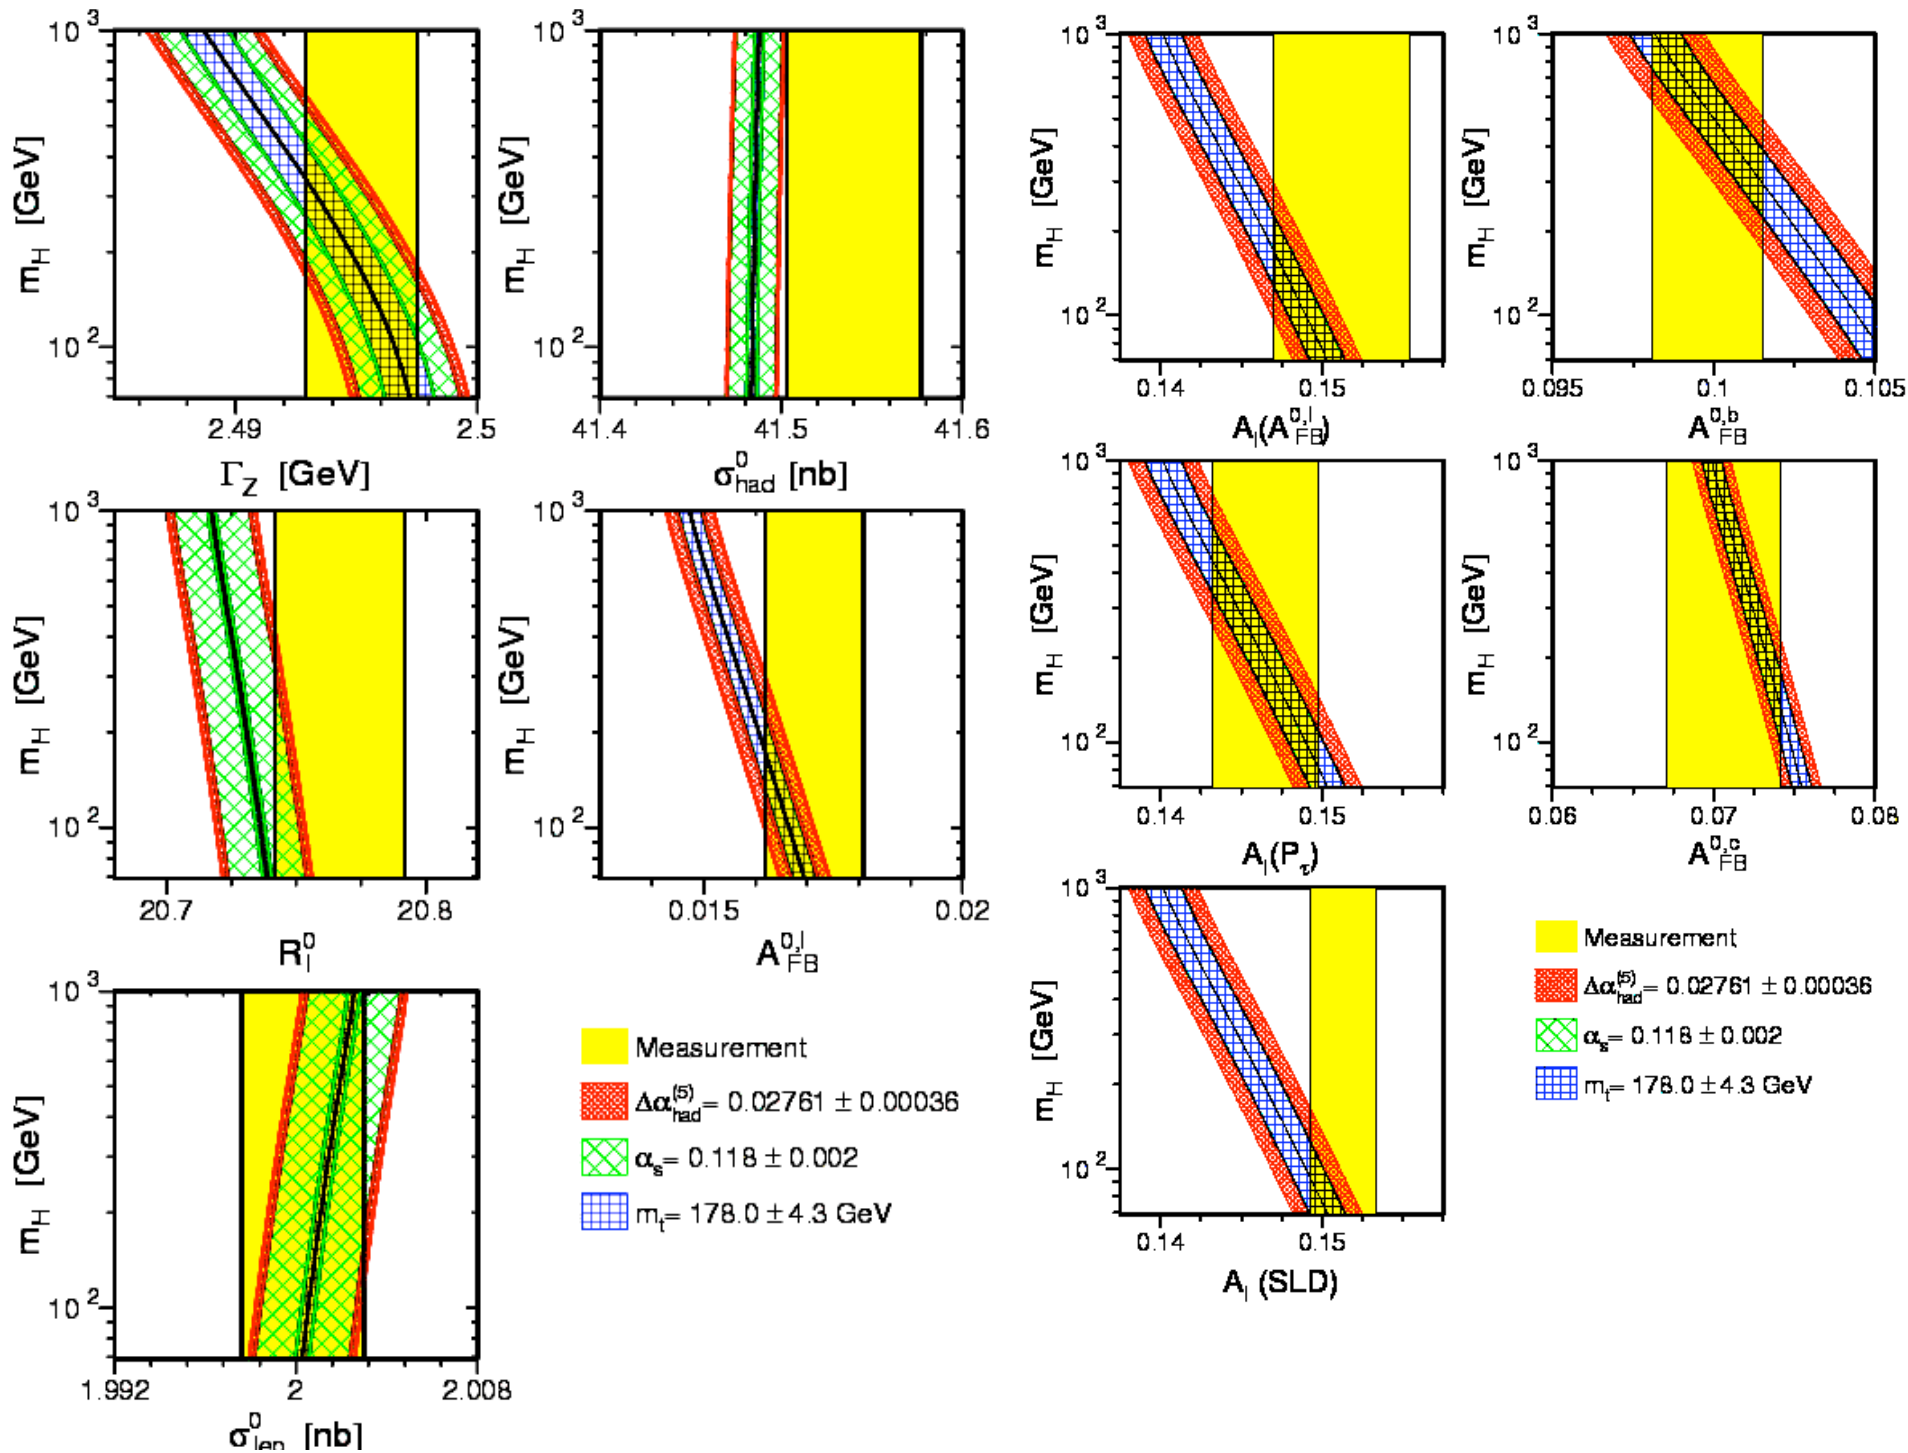 10³
m_H [GeV]
10²
2.49 2.5
Γ_Z [GeV]
10³
m_H [GeV]
10²
41.4 41.5 41.6
σ⁰_had [nb]
10³
m_H [GeV]
10²
20.7 20.8
R⁰_l
10³
m_H [GeV]
10²
0.015 0.02
A^{0,l}_FB
10³
m_H [GeV]
10²
1.992 2 2.008
σ⁰_lep [nb]
Measurement
Δα^{(5)}_had= 0.02761 ± 0.00036
α_s= 0.118 ± 0.002
m_t= 178.0 ± 4.3 GeV
10³
m_H [GeV]
10²
0.14 0.15
A_l(A^{0,l}_FB)
10³
m_H [GeV]
10²
0.095 0.1 0.105
A^{0,b}_FB
10³
m_H [GeV]
10²
0.14 0.15
A_l(P_τ)
10³
m_H [GeV]
10²
0.06 0.07 0.08
A^{0,c}_FB
10³
m_H [GeV]
10²
0.14 0.15
A_l (SLD)
Measurement
Δα^{(5)}_had= 0.02761 ± 0.00036
α_s= 0.118 ± 0.002
m_t= 178.0 ± 4.3 GeV